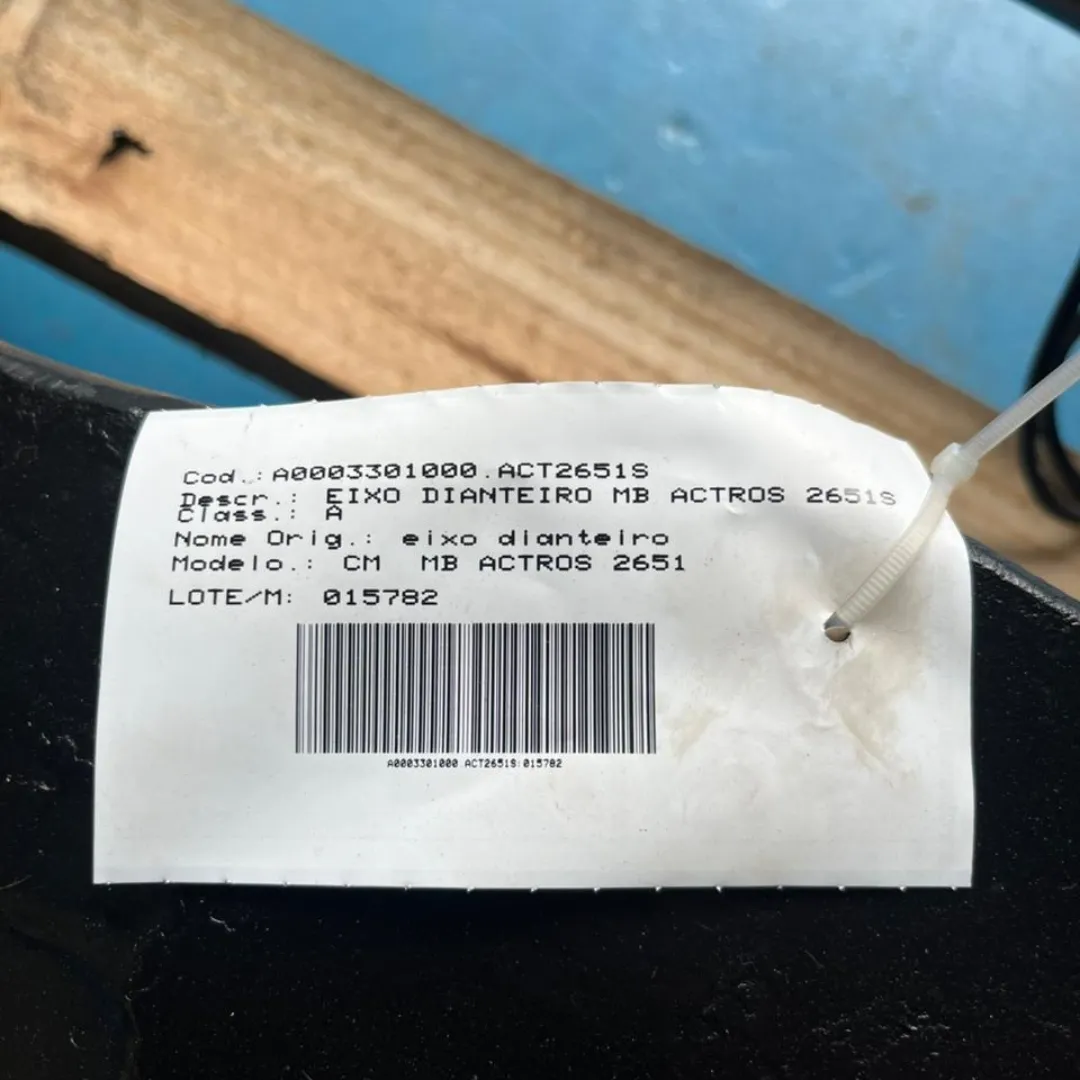 Cod.: A0003301000.ACT2651S
Descr.: EIXO DIANTEIRO MB ACTROS 2651S
Class.: A
Nome Orig.: eixo dianteiro
Modelo.: CM MB ACTROS 2651
LOTE/M: 015782
A0003301000 ACT2651S:015782